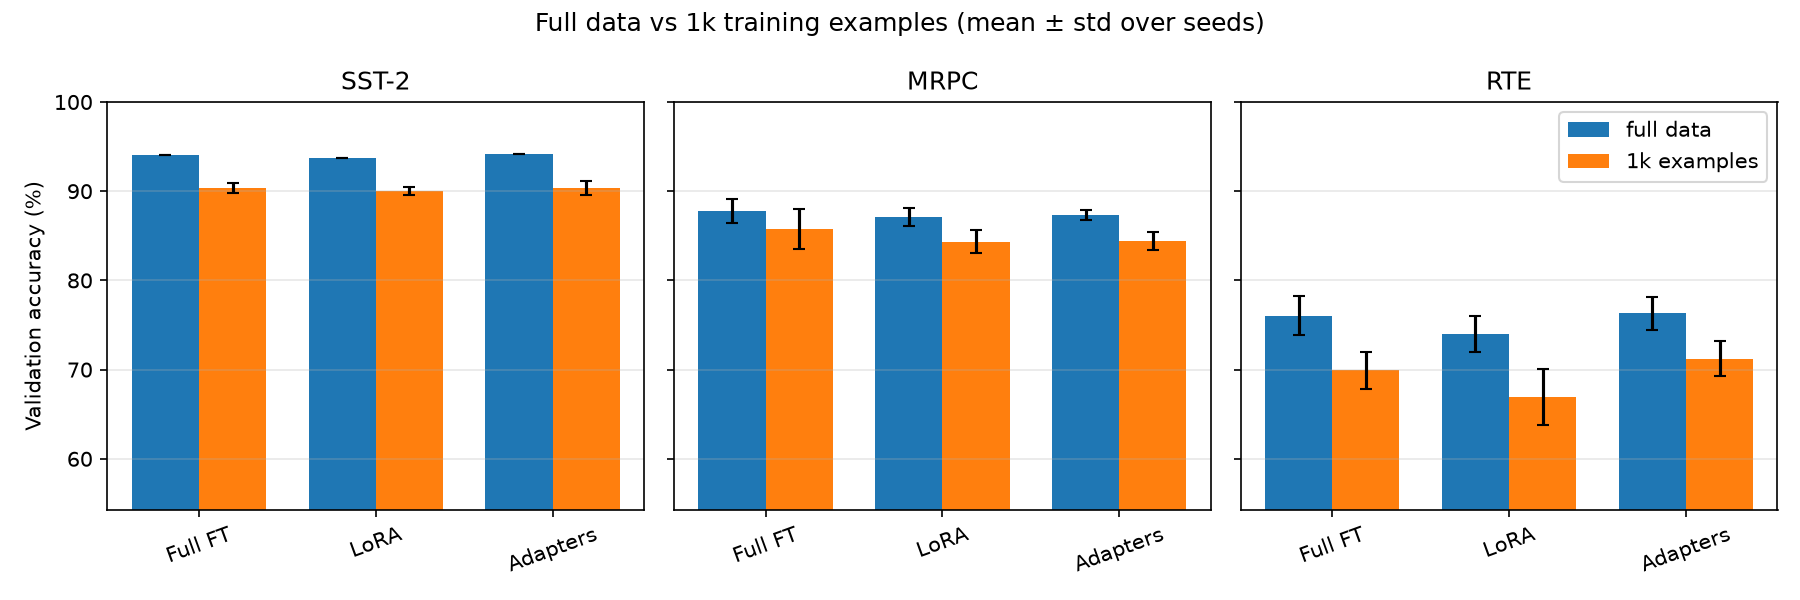 Full data vs 1k training examples (mean ± std over seeds)
SST-2
MRPC
RTE
Validation accuracy (%)
100
90
80
70
60
full data
1k examples
Full FT
LoRA
Adapters
Full FT
LoRA
Adapters
Full FT
LoRA
Adapters